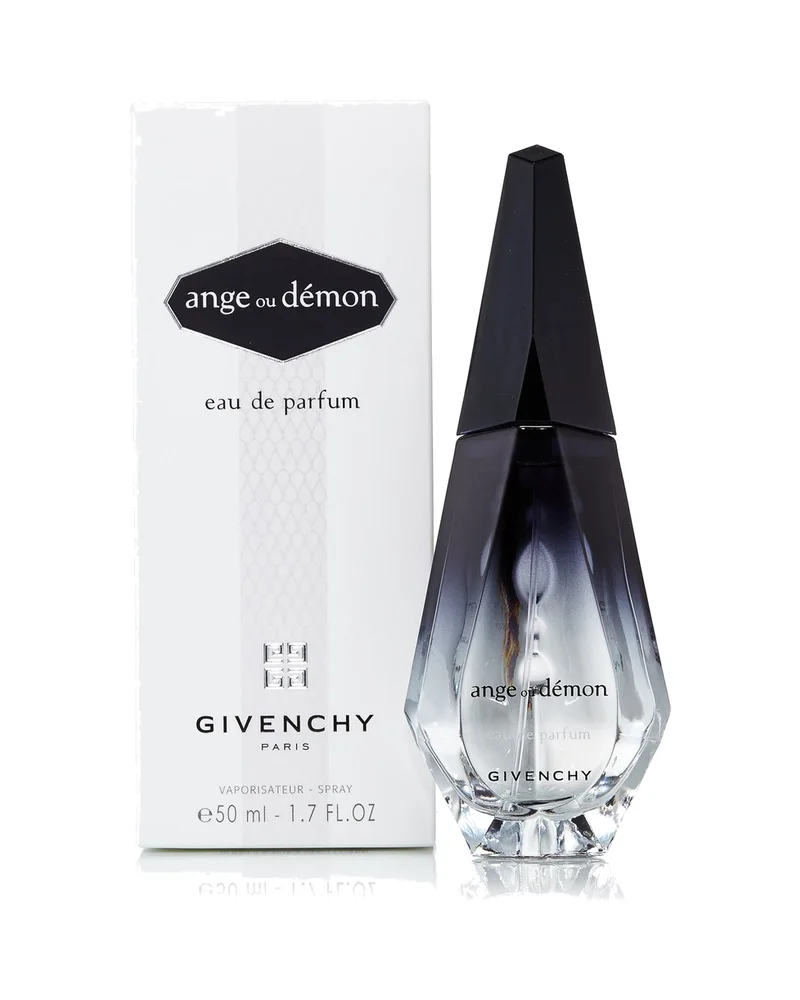 ange ou démon
eau de parfum
GIVENCHY
PARIS
VAPORISATEUR - SPRAY
℮50 ml - 1.7 FL.OZ
ange ou démon
eau de parfum
GIVENCHY